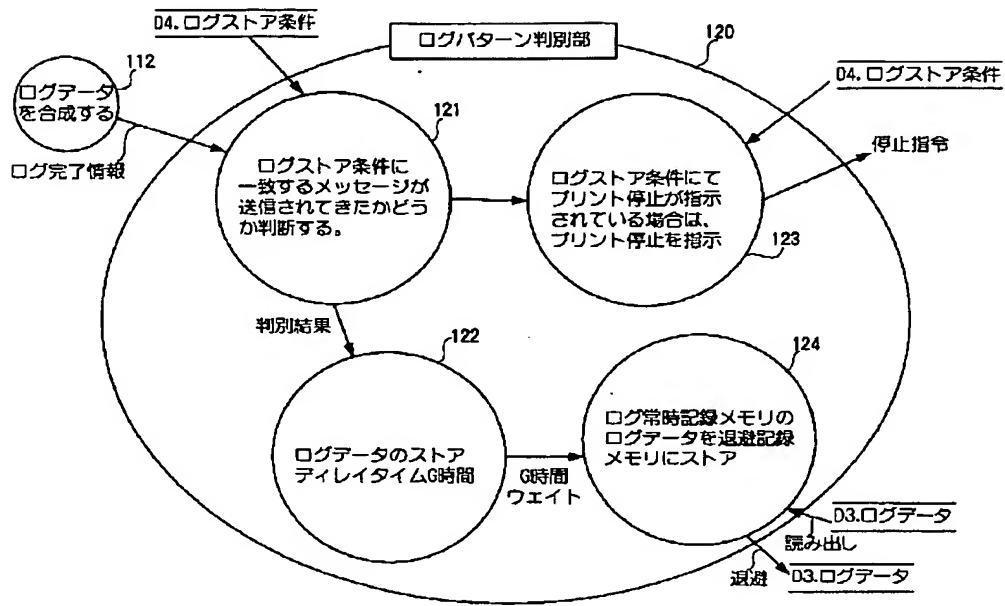 D4.ログストア条件
ログパターン判別部
120
112
ログデータ
を合成する
ログ完了情報
121
ログストア条件に
一致するメッセージが
送信されてきたかどう
か判断する。
D4.ログストア条件
停止指令
ログストア条件にて
プリント停止が指示
されている場合は、
プリント停止を指示
123
判別結果
122
ログデータのストア
ディレイタイムG時間
G時間
ウェイト
124
ログ常時記録メモリの
ログデータを退避記録
メモリにストア
D3.ログデータ
読み出し
退避
D3.ログデータ